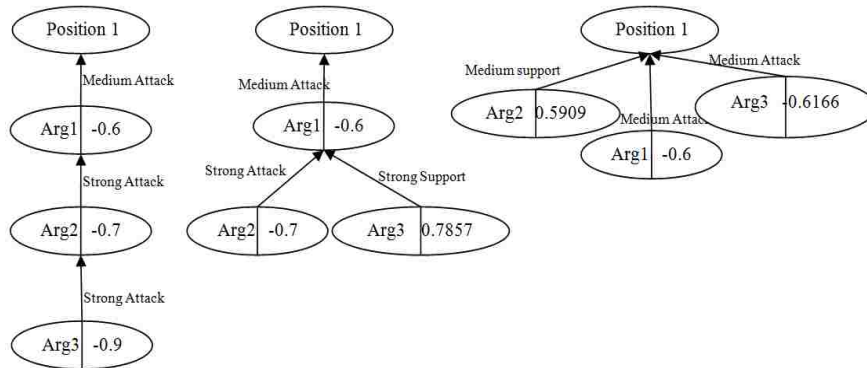 Position 1
Medium Attack
Arg1 -0.6
Strong Attack
Arg2 -0.7
Strong Attack
Arg3 -0.9
Position 1
Medium Attack
Arg1 -0.6
Strong Attack
Strong Support
Arg2 -0.7
Arg3 0.7857
Position 1
Medium support
Medium Attack
Arg2 0.5909
Arg3 -0.6166
Medium Attack
Arg1 -0.6